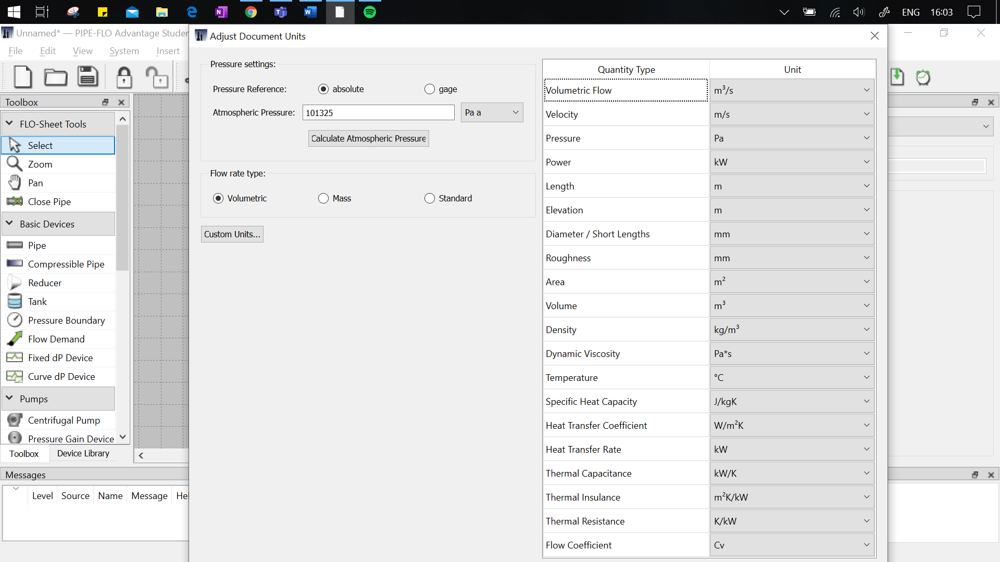 ENG
16:03
Unnamed* — PIPE-FLO Advantage Studen
File Edit View System Insert
Toolbox
FLO-Sheet Tools
Select
Zoom
Pan
Close Pipe
Basic Devices
Pipe
Compressible Pipe
Reducer
Tank
Pressure Boundary
Flow Demand
Fixed dP Device
Curve dP Device
Pumps
Centrifugal Pump
Pressure Gain Device
Toolbox Device Library
Messages
Level Source Name Message Hel
Adjust Document Units
Pressure settings:
Pressure Reference: absolute gage
Atmospheric Pressure: 101325 Pa a
Calculate Atmospheric Pressure
Flow rate type:
Volumetric Mass Standard
Custom Units...
Quantity Type Unit
Volumetric Flow m³/s
Velocity m/s
Pressure Pa
Power kW
Length m
Elevation m
Diameter / Short Lengths mm
Roughness mm
Area m²
Volume m³
Density kg/m³
Dynamic Viscosity Pa*s
Temperature °C
Specific Heat Capacity J/kgK
Heat Transfer Coefficient W/m²K
Heat Transfer Rate kW
Thermal Capacitance kW/K
Thermal Insulance m²K/kW
Thermal Resistance K/kW
Flow Coefficient Cv